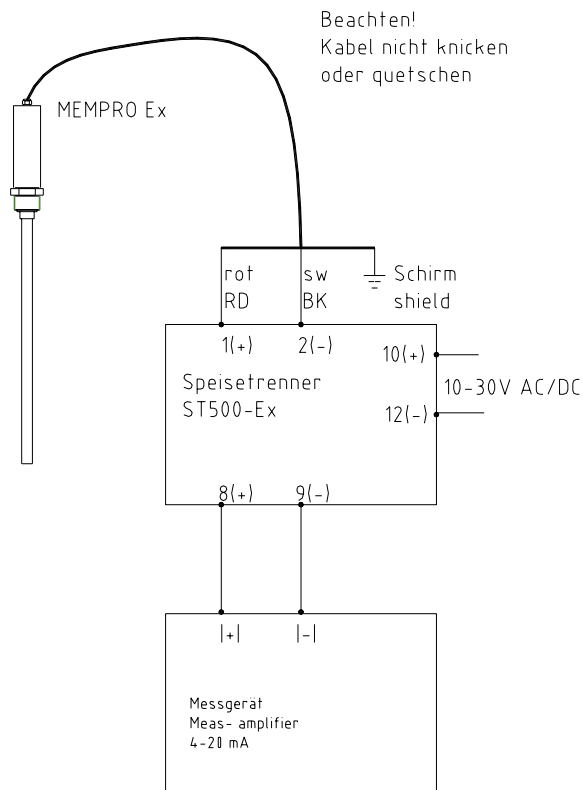 Beachten!
Kabel nicht knicken
oder quetschen
MEMPRO Ex
rot
RD
sw
BK
Schirm
shield
1(+)
2(-)
10(+)
10-30V AC/DC
12(-)
Speisetrenner
ST500-Ex
8(+)
9(-)
|+|
|-|
Messgerät
Meas- amplifier
4-20 mA